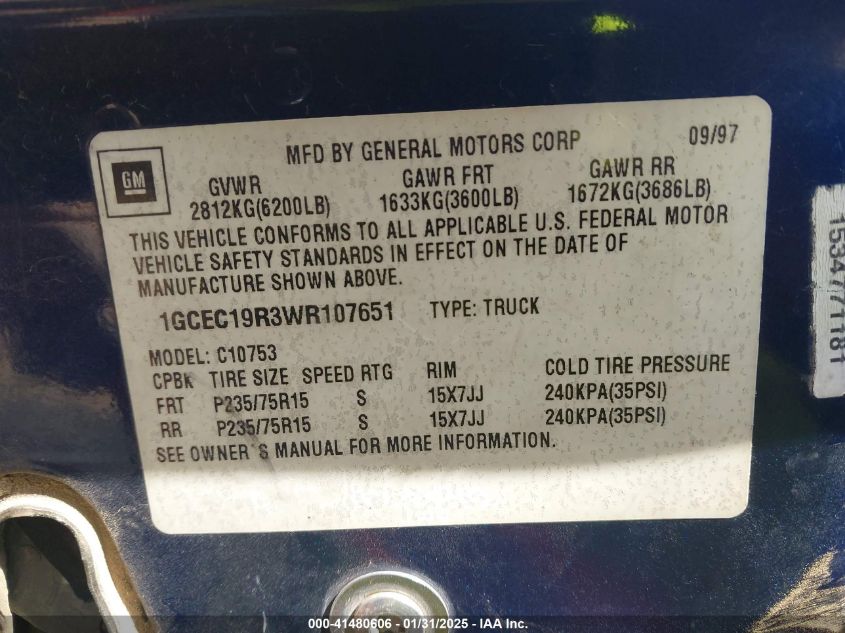 MFD BY GENERAL MOTORS CORP 09/97
GM
GVWR GAWR FRT GAWR RR
2812KG(6200LB) 1633KG(3600LB) 1672KG(3686LB)
THIS VEHICLE CONFORMS TO ALL APPLICABLE U.S. FEDERAL MOTOR
VEHICLE SAFETY STANDARDS IN EFFECT ON THE DATE OF
MANUFACTURE SHOWN ABOVE.
1GCEC19R3WR107651 TYPE: TRUCK
MODEL: C10753
CPBK TIRE SIZE SPEED RTG RIM COLD TIRE PRESSURE
FRT P235/75R15 S 15X7JJ 240KPA(35PSI)
RR P235/75R15 S 15X7JJ 240KPA(35PSI)
SEE OWNER'S MANUAL FOR MORE INFORMATION.
1534771181
000-41480606 - 01/31/2025 - IAA Inc.